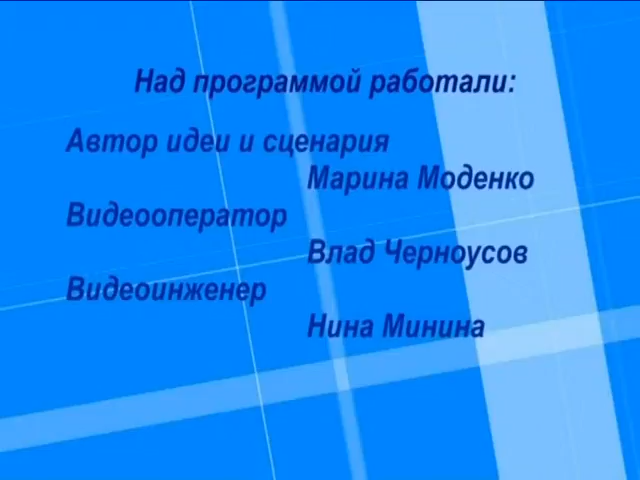 Над программой работали:
Автор идеи и сценария
Марина Моденко
Видеооператор
Влад Черноусов
Видеоинженер
Нина Минина